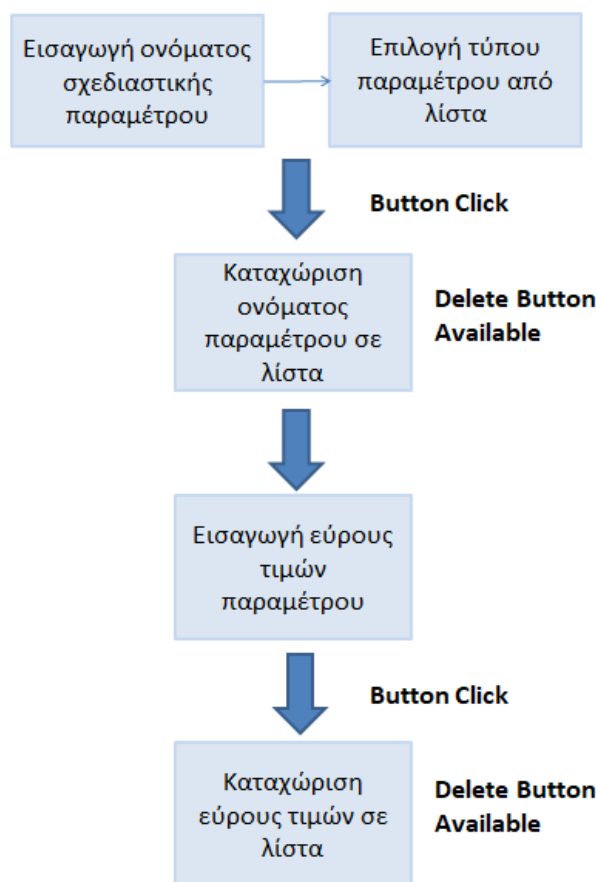 Εισαγωγή ονόματος
σχεδιαστικής
παραμέτρου
Επιλογή τύπου
παραμέτρου από
λίστα
Button Click
Καταχώριση
ονόματος
παραμέτρου σε
λίστα
Delete Button
Available
Εισαγωγή εύρους
τιμών
παραμέτρου
Button Click
Καταχώριση
εύρους τιμών σε
λίστα
Delete Button
Available